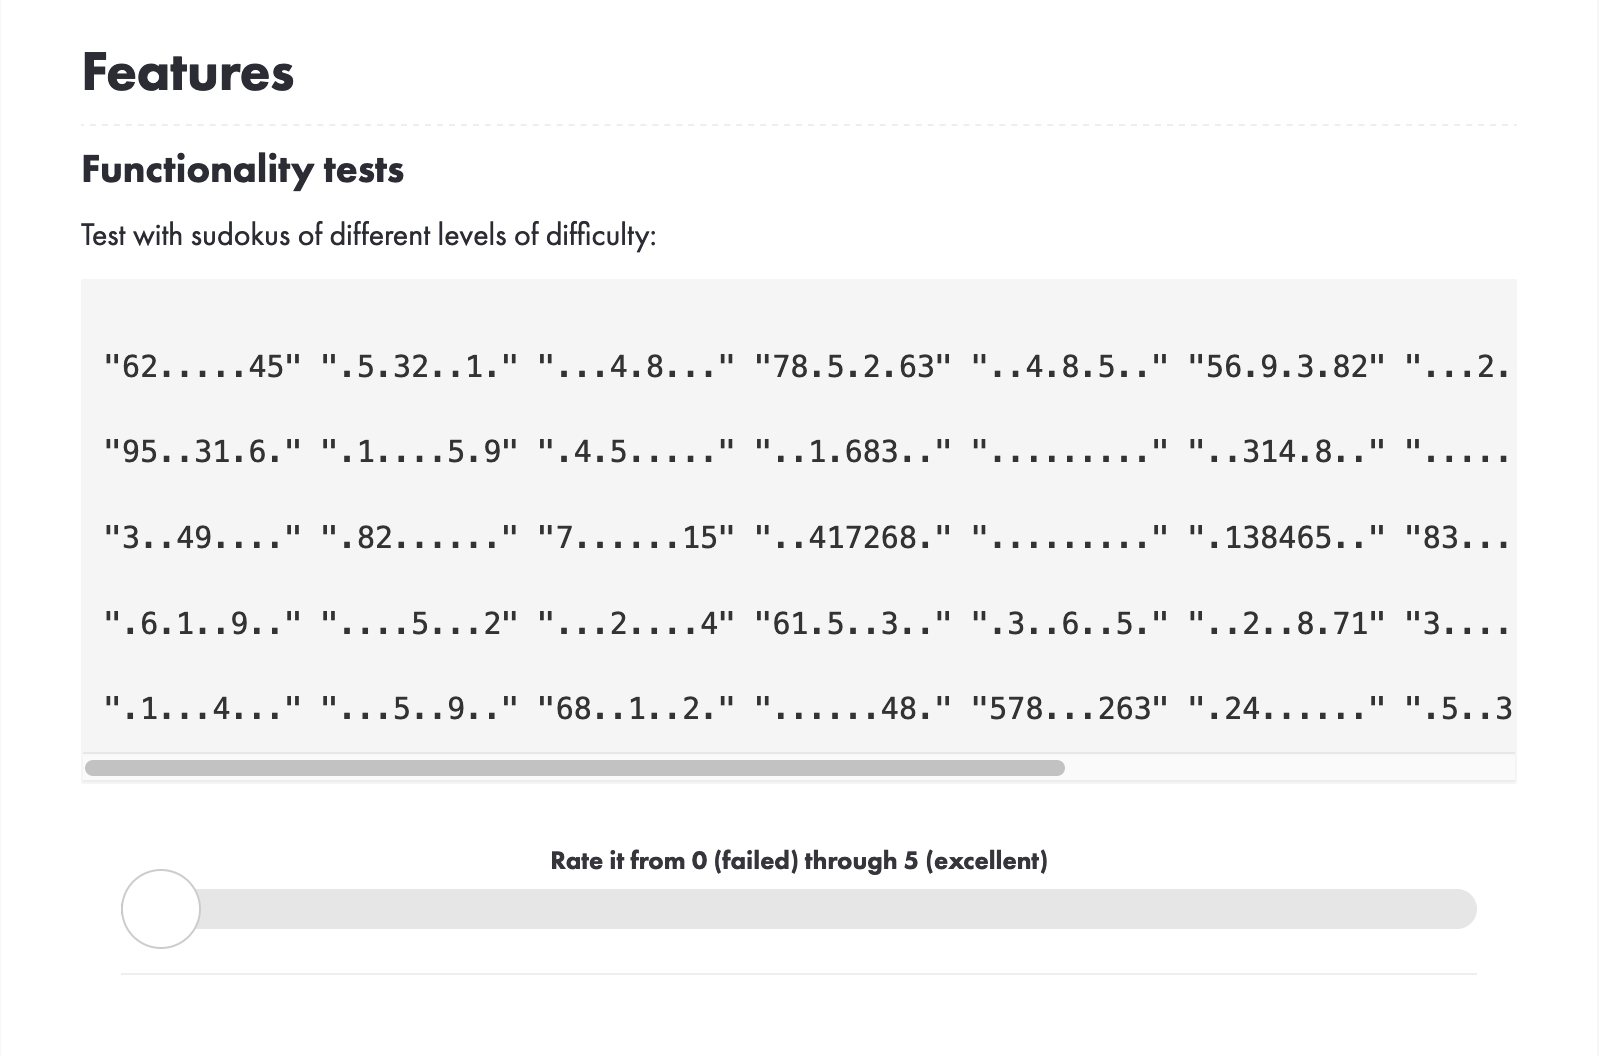 Features
Functionality tests
Test with sudokus of different levels of difficulty:
"62.....45" ".5.32..1." "...4.8..." "78.5.2.63" "..4.8.5.." "56.9.3.82" "...2.
"95..31.6." ".1....5.9" ".4.5....." "..1.683.." "........." "..314.8.." ".....
"3..49...." ".82......" "7......15" "..417268." "........." ".138465.." "83...
".6.1..9.." "....5...2" "...2....4" "61.5..3.." ".3..6..5." "..2..8.71" "3....
".1...4..." "...5..9.." "68..1..2." "......48." "578...263" ".24......" ".5..3
Rate it from 0 (failed) through 5 (excellent)